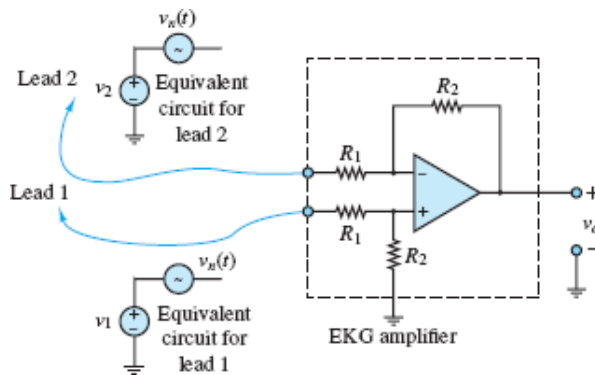 vn(t)
Lead 2
v2
+
−
~
Equivalent
circuit for
lead 2
R2
R1
−
+
Lead 1
R1
R2
+
−
vn(t)
~
v1
+
−
Equivalent
circuit for
lead 1
EKG amplifier